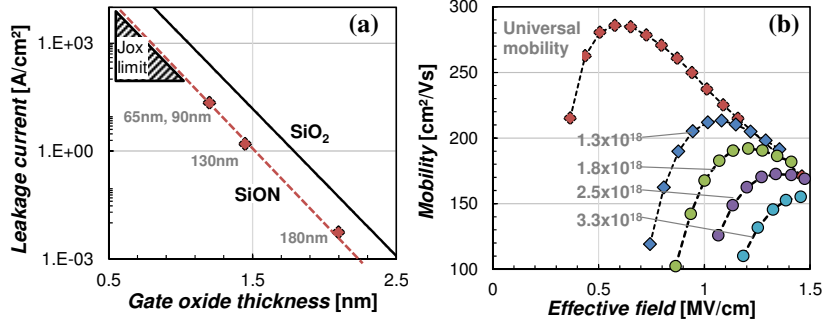 (a)
1.E+03
1.E+00
1.E-03
Leakage current [A/cm²]
Jox
limit
65nm, 90nm
130nm
180nm
SiO₂
SiON
0.5
1.5
2.5
Gate oxide thickness [nm]
(b)
300
250
200
150
100
Mobility [cm²/Vs]
Universal
mobility
1.3x10¹⁸
1.8x10¹⁸
2.5x10¹⁸
3.3x10¹⁸
0
0.5
1
1.5
Effective field [MV/cm]